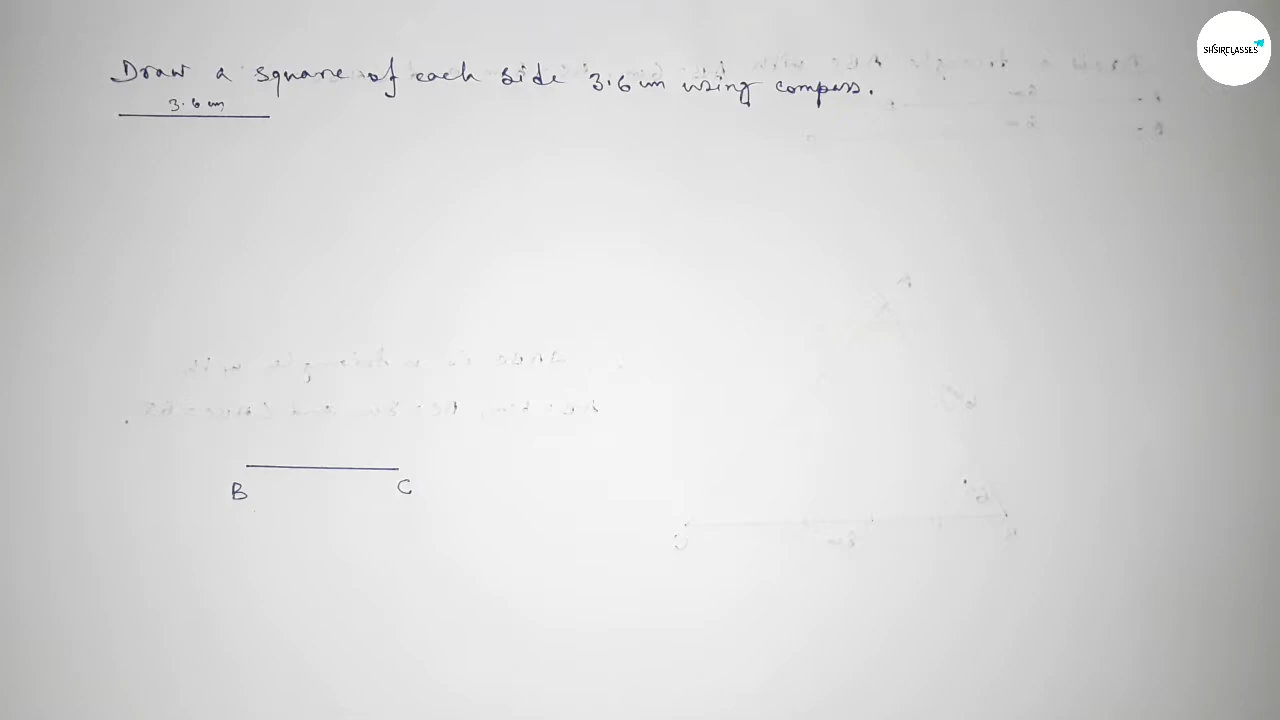 Draw a square of each side 3.6 cm using compass.
3.6 cm
B C
SHSIRCLASSES